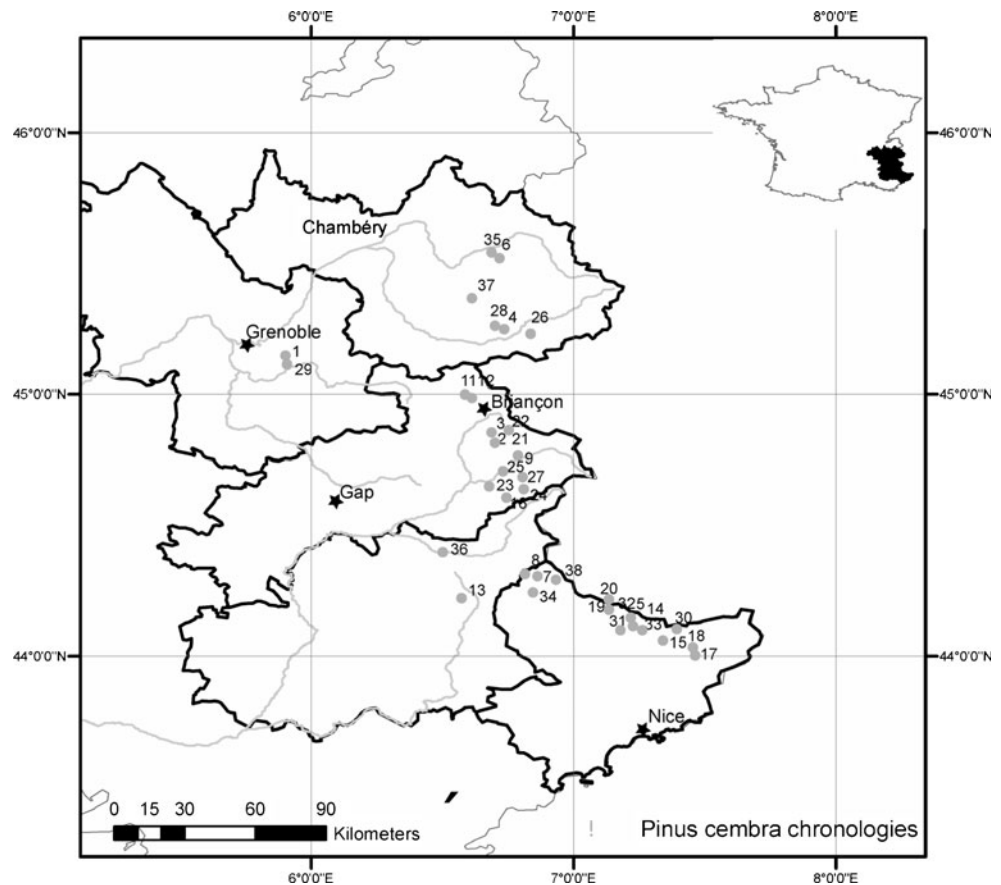 6°0'0"E 7°0'0"E 8°0'0"E
46°0'0"N 46°0'0"N
Chambéry
35 6
37
28 4 26
Grenoble
1
29
45°0'0"N 45°0'0"N
11 12
Briançon
3 22
2 21
9
25 27
23 24
16
Gap
36
8 7 38
34
13
20
19 32 5 14
31 33 30
15 18
17
44°0'0"N 44°0'0"N
Nice
0 15 30 60 90
Kilometers
Pinus cembra chronologies
6°0'0"E 7°0'0"E 8°0'0"E